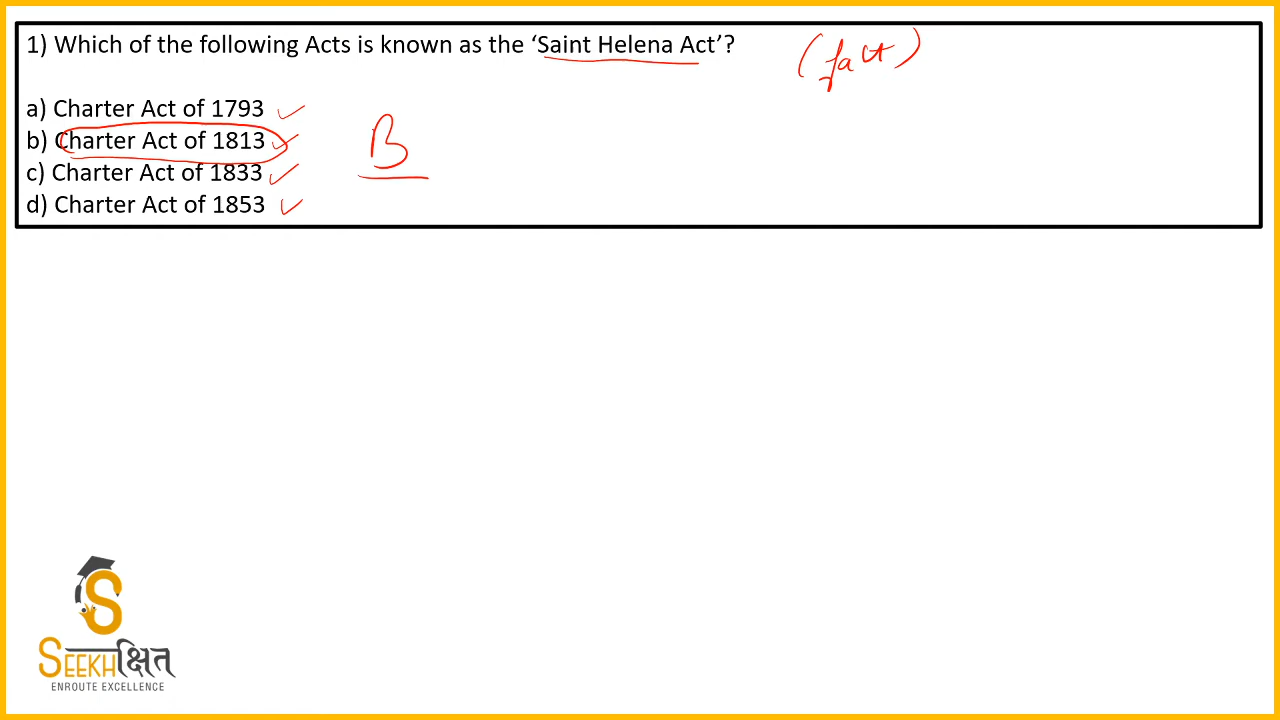 1) Which of the following Acts is known as the ‘Saint Helena Act’? (fact)
a) Charter Act of 1793
b) Charter Act of 1813
B
c) Charter Act of 1833
d) Charter Act of 1853
S
SEEKHक्षित
ENROUTE EXCELLENCE